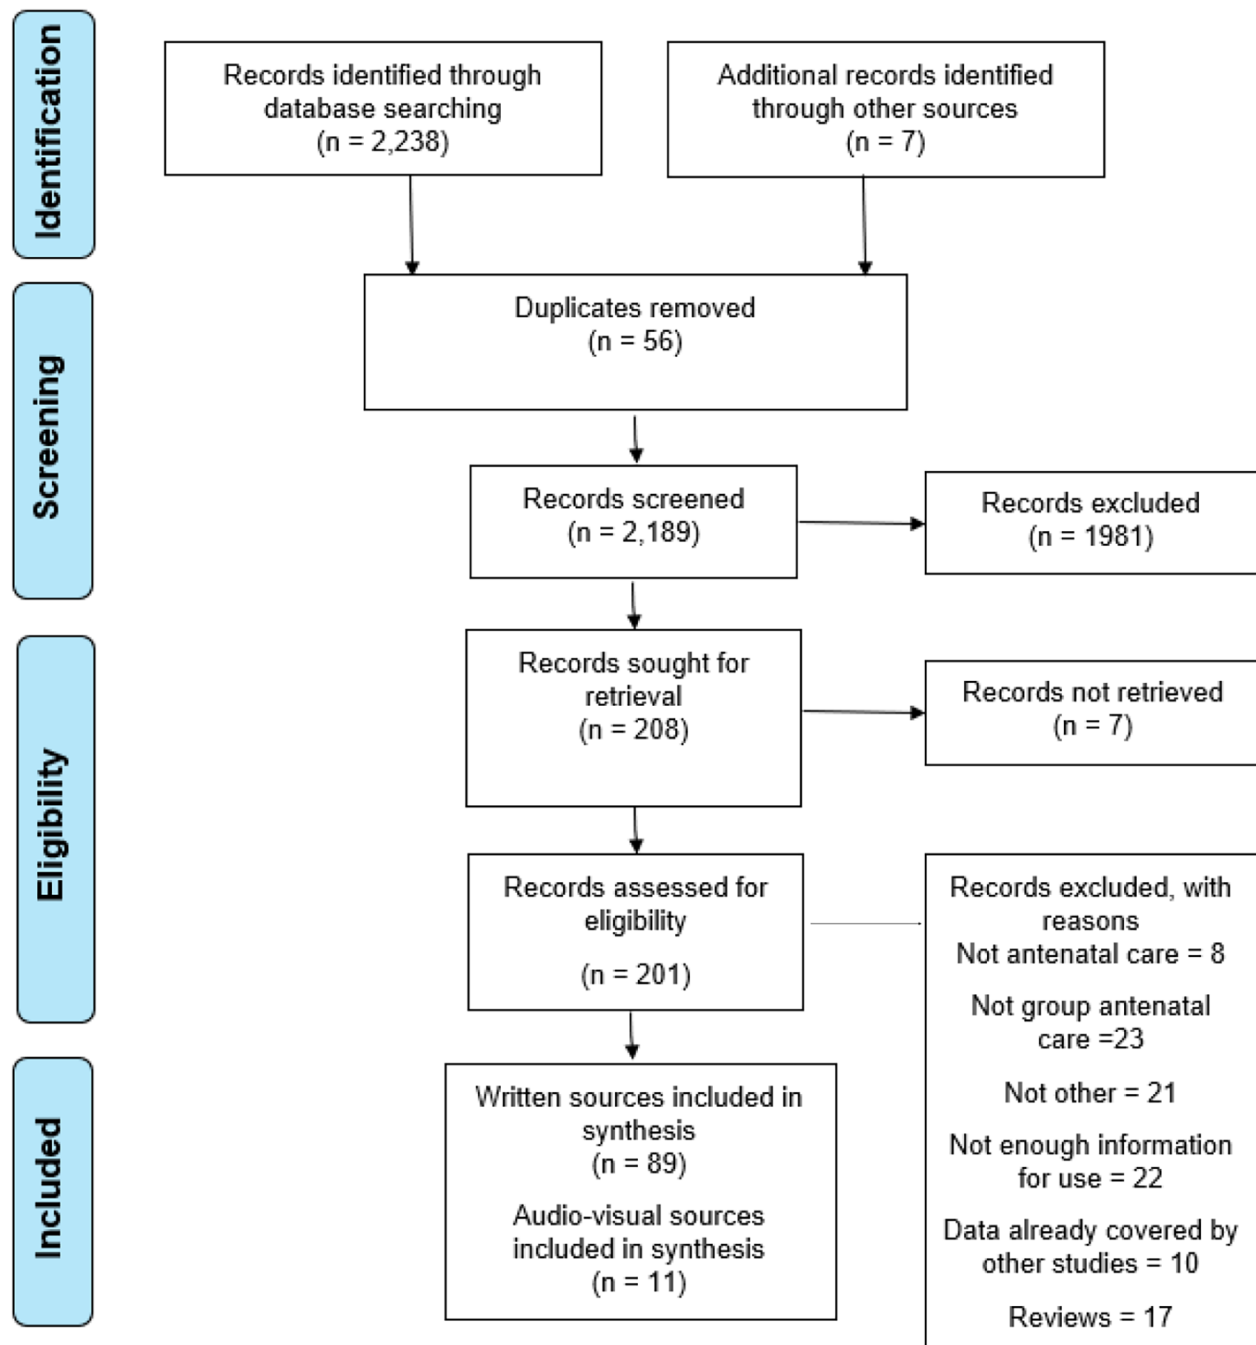 Identification
Records identified through
database searching
(n = 2,238)
Additional records identified
through other sources
(n = 7)
Screening
Duplicates removed
(n = 56)
Records screened
(n = 2,189)
Records excluded
(n = 1981)
Eligibility
Records sought for
retrieval
(n = 208)
Records not retrieved
(n = 7)
Records assessed for
eligibility
(n = 201)
Records excluded, with
reasons
Not antenatal care = 8
Not group antenatal
care =23
Not other = 21
Not enough information
for use = 22
Data already covered by
other studies = 10
Reviews = 17
Included
Written sources included in
synthesis
(n = 89)
Audio-visual sources
included in synthesis
(n = 11)